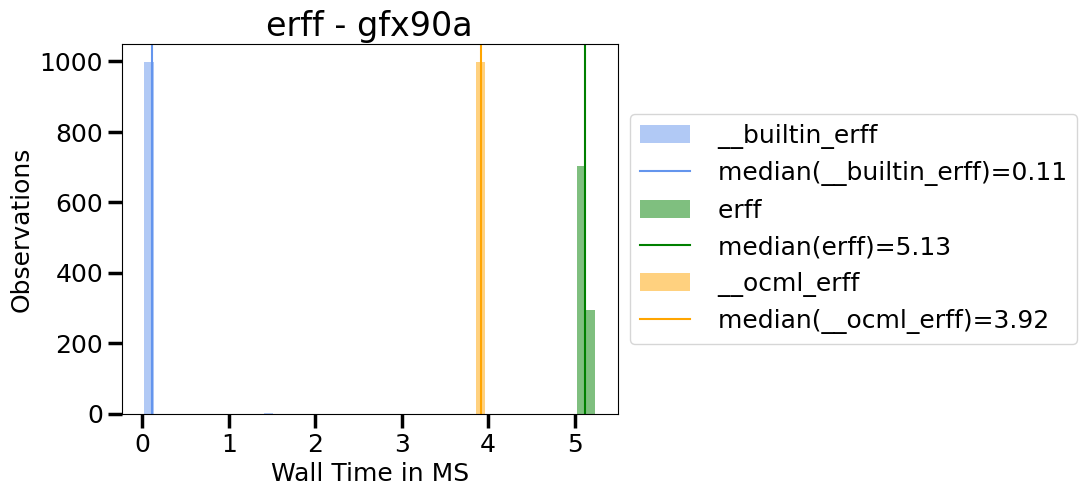 erff - gfx90a
1000
800
600
400
200
0
Observations
0 1 2 3 4 5
Wall Time in MS
__builtin_erff
median(__builtin_erff)=0.11
erff
median(erff)=5.13
__ocml_erff
median(__ocml_erff)=3.92